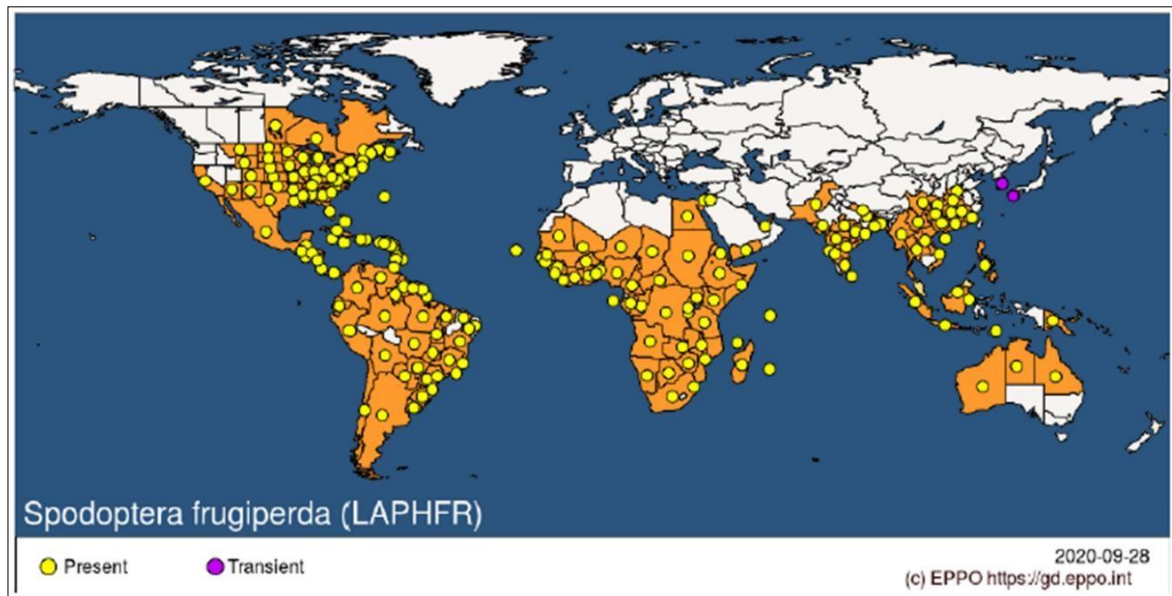 Spodoptera frugiperda (LAPHFR)
Present
Transient
2020-09-28
(c) EPPO https://gd.eppo.int